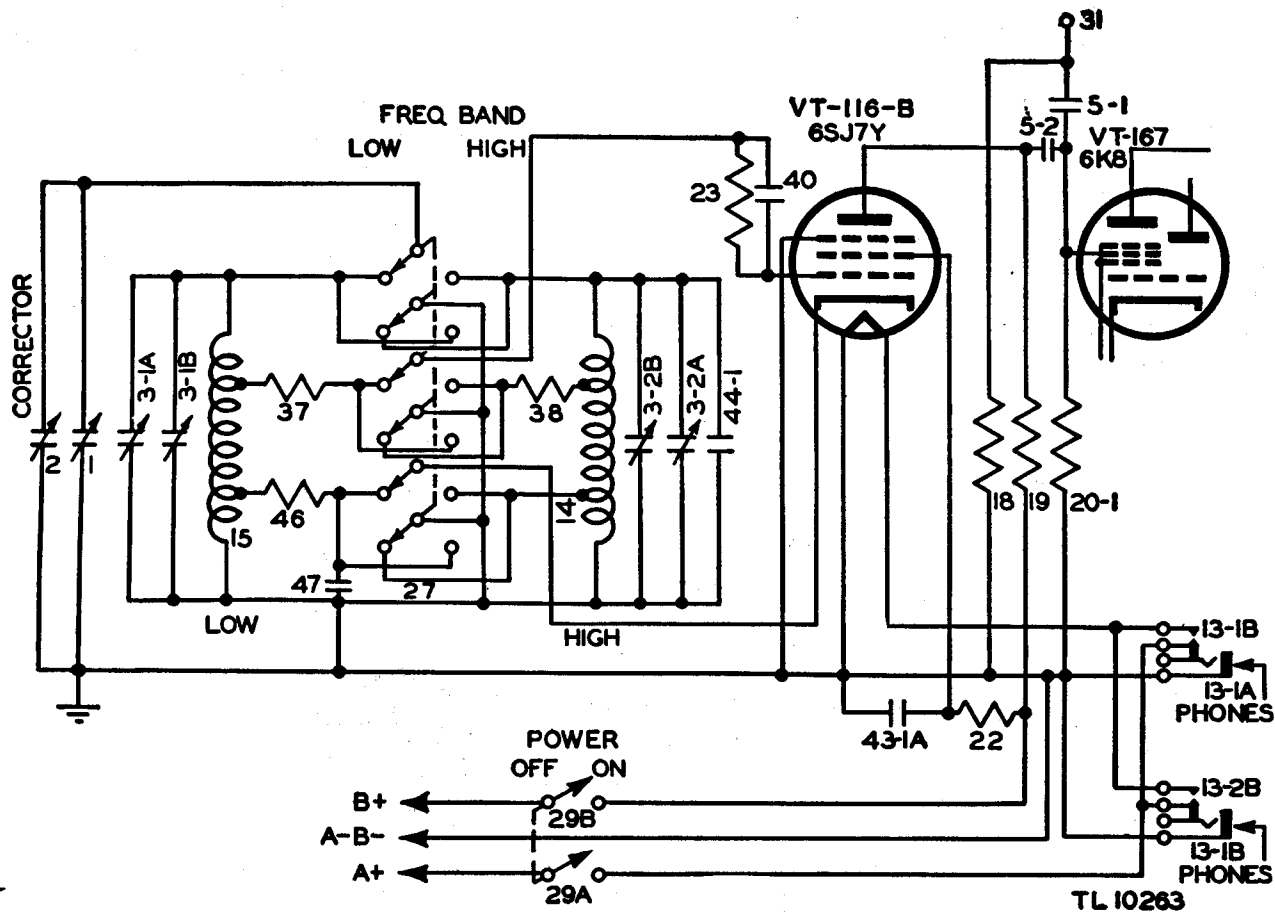 31
VT-116-B
6SJ7Y
5-1
5-2
VT-167
6K8
FREQ BAND
LOW HIGH
23
40
CORRECTOR
3-1A
3-1B
37
38
3-2B
3-2A
44-1
2
1
46
15
14
18
19
20-1
47
27
LOW
HIGH
13-1B
13-1A
PHONES
43-1A
22
POWER
OFF ON
B+
29B
A-B-
A+
29A
13-2B
13-1B
PHONES
TL 10263